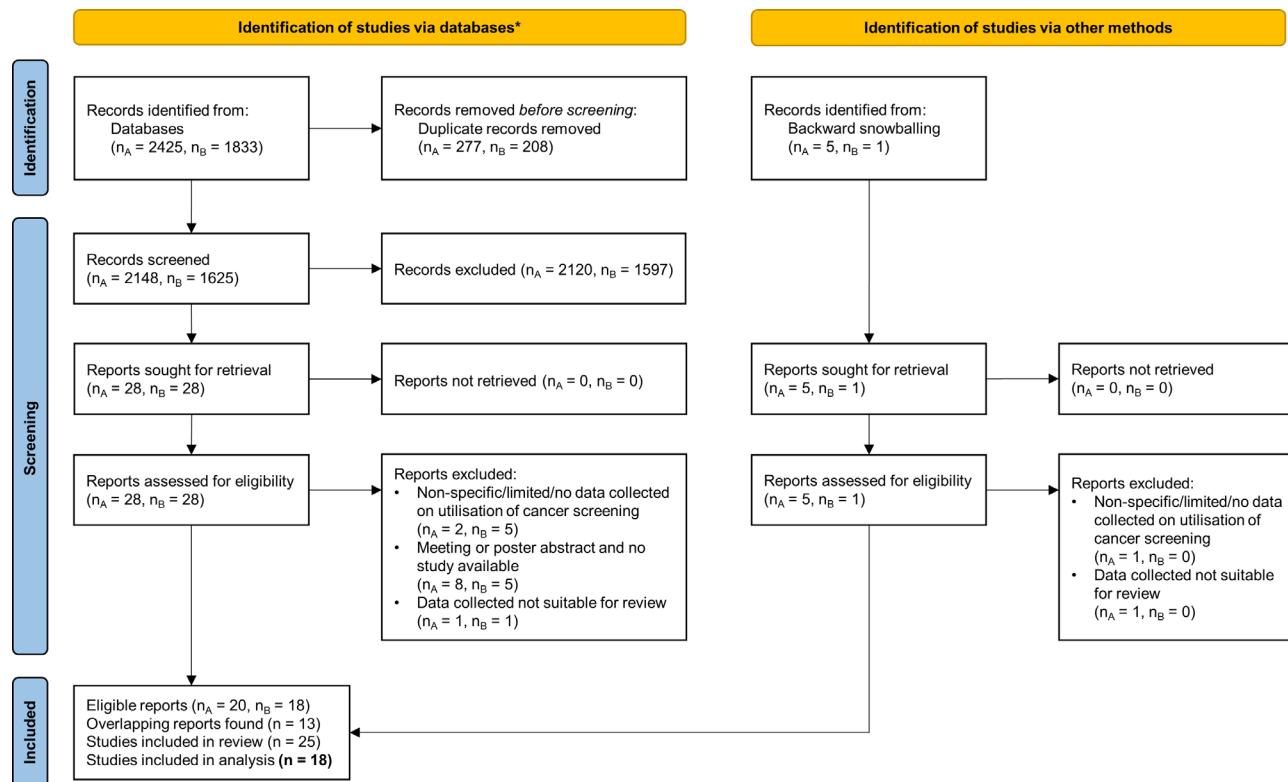 Identification of studies via databases*
Identification of studies via other methods
Identification
Records identified from:
Databases
(nA = 2425, nB = 1833)
Records removed before screening:
Duplicate records removed
(nA = 277, nB = 208)
Records identified from:
Backward snowballing
(nA = 5, nB = 1)
Screening
Records screened
(nA = 2148, nB = 1625)
Records excluded (nA = 2120, nB = 1597)
Reports sought for retrieval
(nA = 28, nB = 28)
Reports not retrieved (nA = 0, nB = 0)
Reports sought for retrieval
(nA = 5, nB = 1)
Reports not retrieved
(nA = 0, nB = 0)
Reports assessed for eligibility
(nA = 28, nB = 28)
Reports excluded:
• Non-specific/limited/no data collected
on utilisation of cancer screening
(nA = 2, nB = 5)
• Meeting or poster abstract and no
study available
(nA = 8, nB = 5)
• Data collected not suitable for review
(nA = 1, nB = 1)
Reports assessed for eligibility
(nA = 5, nB = 1)
Reports excluded:
• Non-specific/limited/no data
collected on utilisation of
cancer screening
(nA = 1, nB = 0)
• Data collected not suitable
for review
(nA = 1, nB = 0)
Included
Eligible reports (nA = 20, nB = 18)
Overlapping reports found (n = 13)
Studies included in review (n = 25)
Studies included in analysis (n = 18)